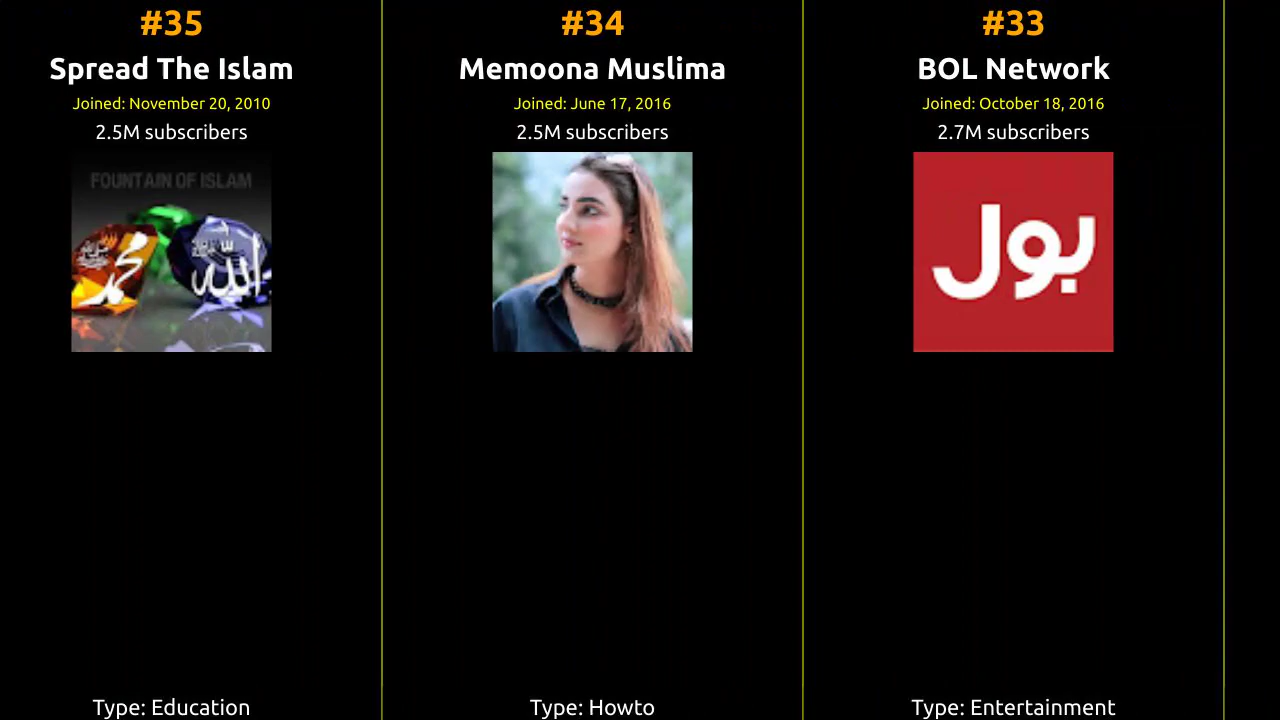 #35
Spread The Islam
Joined: November 20, 2010
2.5M subscribers
FOUNTAIN OF ISLAM
محمد
الله
Type: Education
#34
Memoona Muslima
Joined: June 17, 2016
2.5M subscribers
Type: Howto
#33
BOL Network
Joined: October 18, 2016
2.7M subscribers
بول
Type: Entertainment